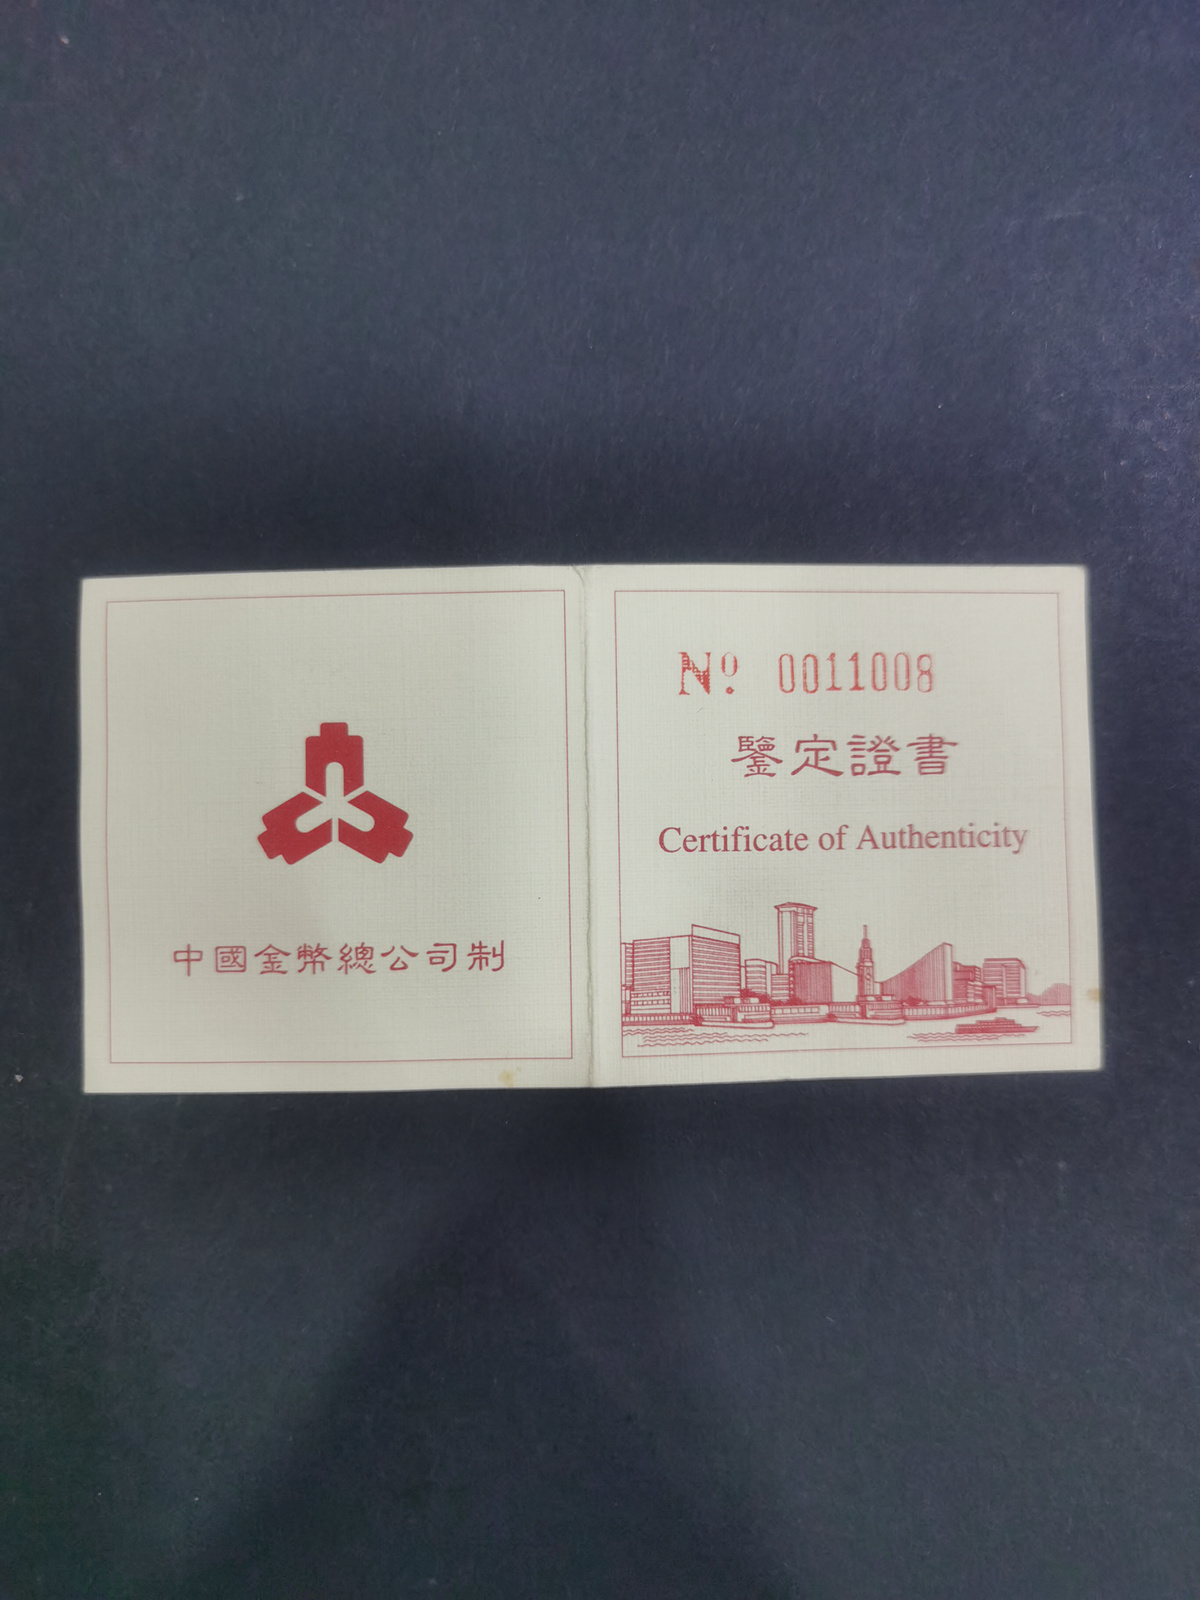 中國金幣總公司制
Nº. 0011008
鑒定證書
Certificate of Authenticity